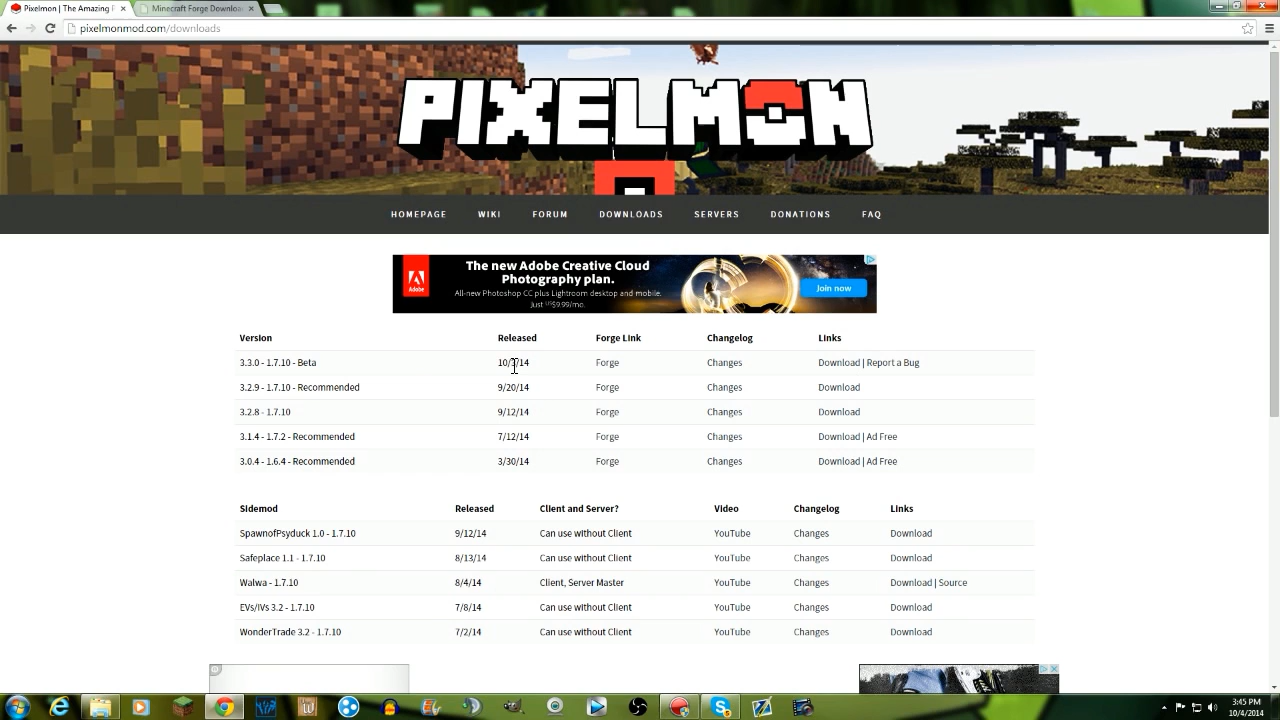 Pixelmon | The Amazing P
Minecraft Forge Downloa
pixelmonmod.com/downloads
PIXELMON
HOMEPAGE WIKI FORUM DOWNLOADS SERVERS DONATIONS FAQ
The new Adobe Creative Cloud
Photography plan.
All-new Photoshop CC plus Lightroom desktop and mobile.
Just US$9.99/mo.
Adobe
Join now
Version Released Forge Link Changelog Links
3.3.0 - 1.7.10 - Beta Forge Changes Download | Report a Bug
3.2.9 - 1.7.10 - Recommended 9/20/14 Forge Changes Download
3.2.8 - 1.7.10 9/12/14 Forge Changes Download
3.1.4 - 1.7.2 - Recommended 7/12/14 Forge Changes Download | Ad Free
3.0.4 - 1.6.4 - Recommended 3/30/14 Forge Changes Download | Ad Free
Sidemod Released Client and Server? Video Changelog Links
SpawnofPsyduck 1.0 - 1.7.10 9/12/14 Can use without Client YouTube Changes Download
Safeplace 1.1 - 1.7.10 8/13/14 Can use without Client YouTube Changes Download
Walwa - 1.7.10 8/4/14 Client, Server Master YouTube Changes Download | Source
EVs/IVs 3.2 - 1.7.10 7/8/14 Can use without Client YouTube Changes Download
WonderTrade 3.2 - 1.7.10 7/2/14 Can use without Client YouTube Changes Download
3:45 PM
10/4/2014